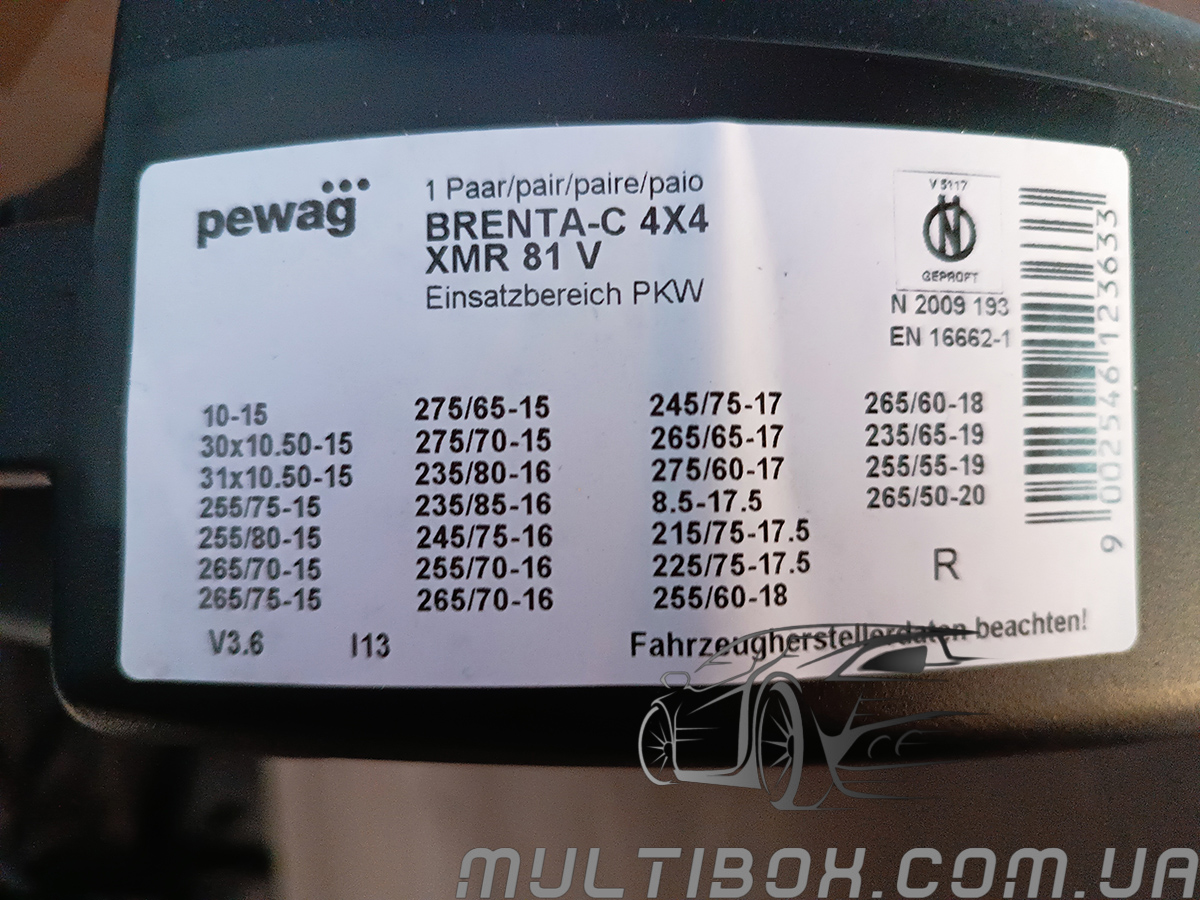 pewag
1 Paar/pair/paire/paio
BRENTA-C 4X4
XMR 81 V
Einsatzbereich PKW
V 5117
N
GEPRÜFT
N 2009 193
EN 16662-1
9 002546 123633
10-15
30x10.50-15
31x10.50-15
255/75-15
255/80-15
265/70-15
265/75-15
275/65-15
275/70-15
235/80-16
235/85-16
245/75-16
255/70-16
265/70-16
245/75-17
265/65-17
275/60-17
8.5-17.5
215/75-17.5
225/75-17.5
255/60-18
265/60-18
235/65-19
255/55-19
265/50-20
R
V3.6 I13
Fahrzeugherstellerdaten beachten!
MULTIBOX.COM.UA